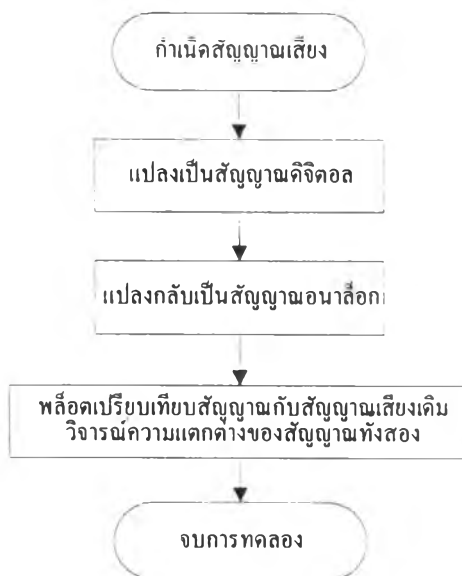 กำเนิดสัญญาณเสียง
แปลงเป็นสัญญาณดิจิตอล
แปลงกลับเป็นสัญญาณอนาล็อก
พล็อตเปรียบเทียบสัญญาณกับสัญญาณเสียงเดิม
วิจารณ์ความแตกต่างของสัญญาณทั้งสอง
จบการทดลอง